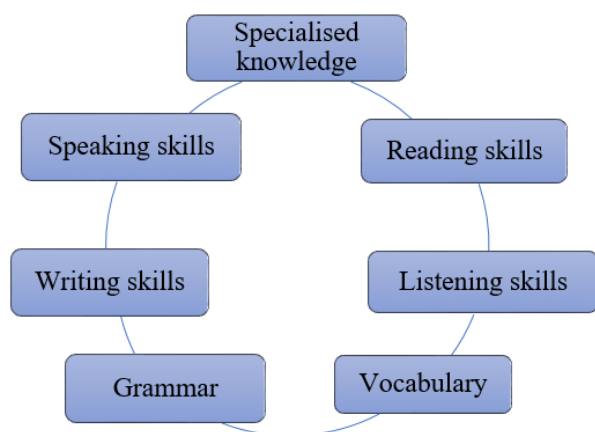 Specialised
knowledge
Speaking skills
Reading skills
Writing skills
Listening skills
Grammar
Vocabulary